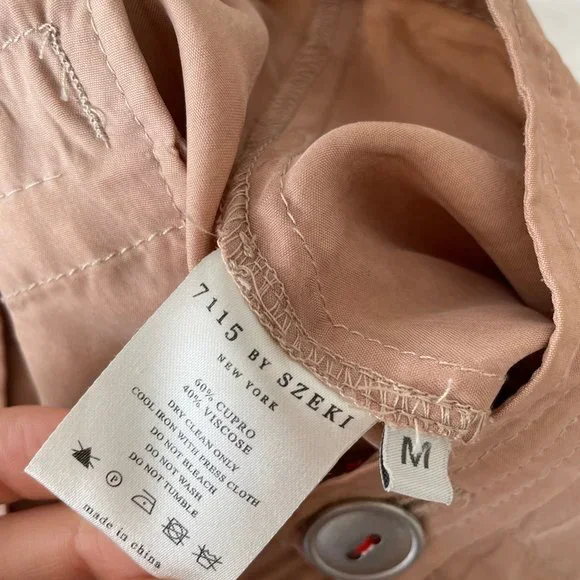 7115 BY SZEKI
NEW YORK
60% CUPRO
40% VISCOSE
DRY CLEAN ONLY
COOL IRON WITH PRESS CLOTH
DO NOT BLEACH
DO NOT WASH
DO NOT TUMBLE
P
made in china
M